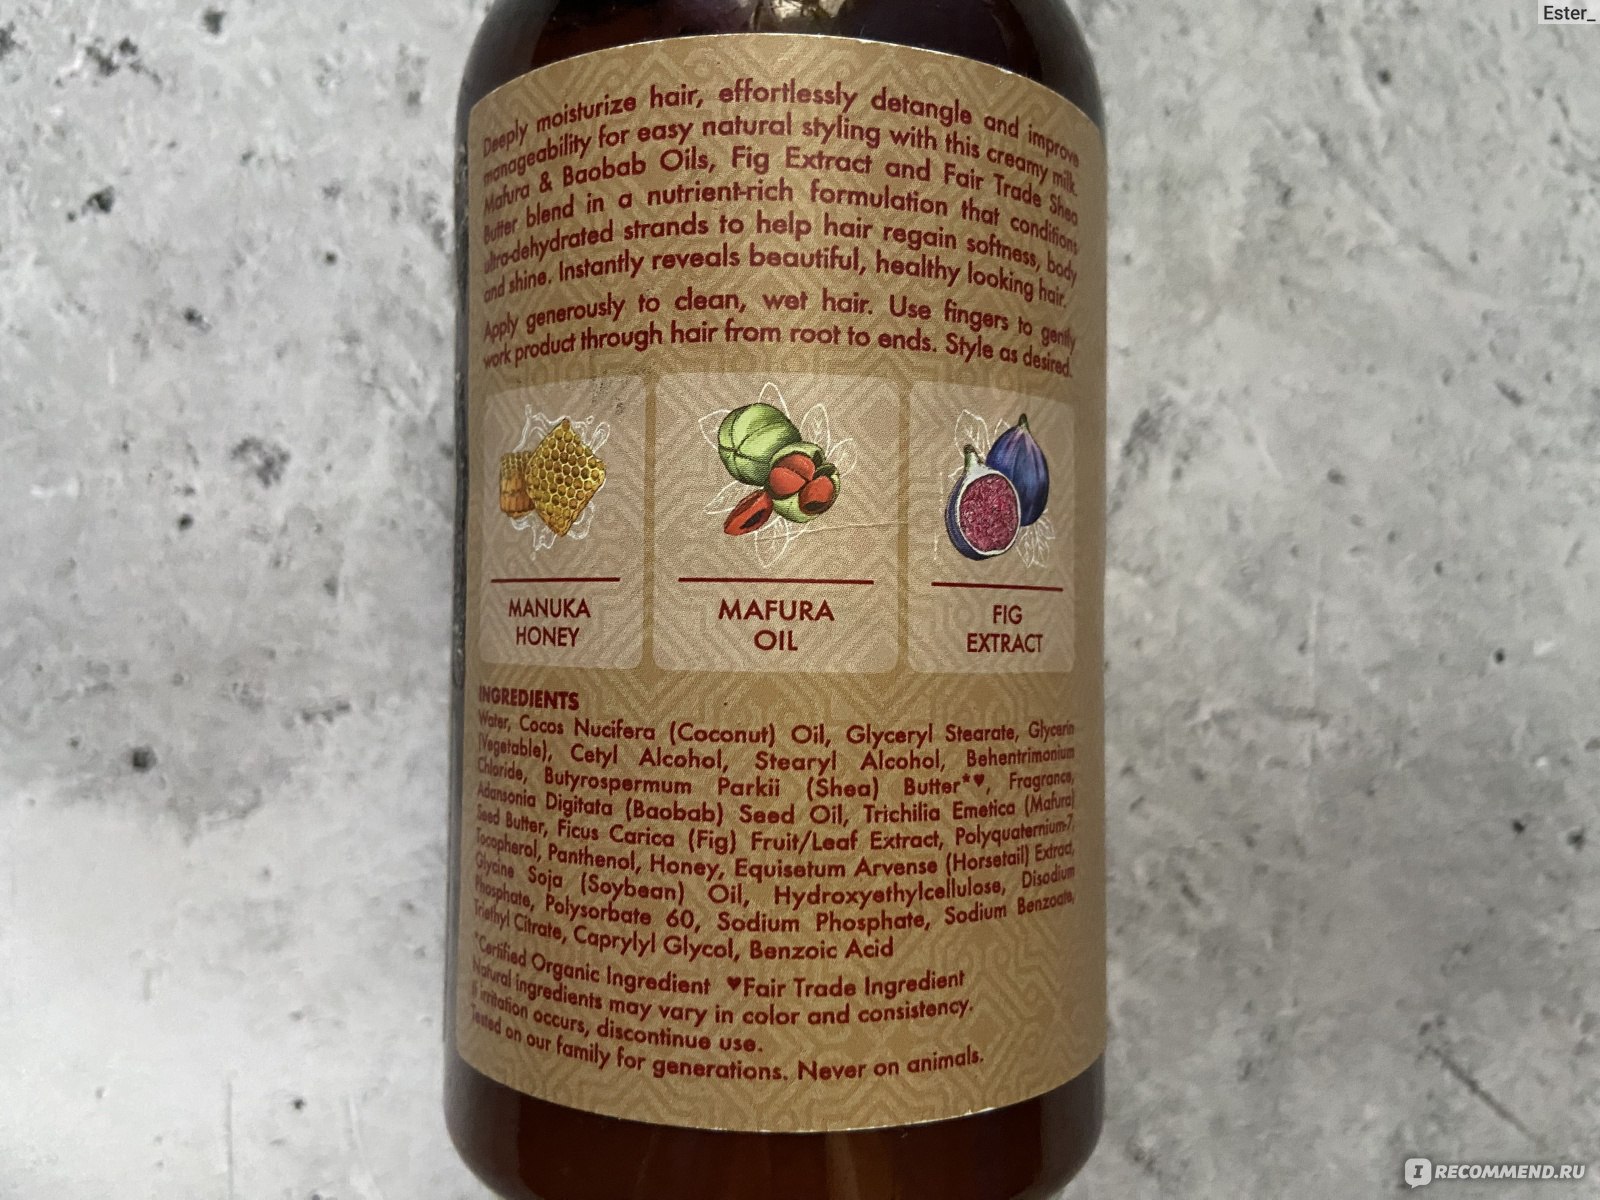 Ester_
Deeply moisturize hair, effortlessly detangle and improve
manageability for easy natural styling with this creamy milk.
Mafura & Baobab Oils, Fig Extract and Fair Trade Shea
Butter blend in a nutrient-rich formulation that conditions
ultra-dehydrated strands to help hair regain softness, body
and shine. Instantly reveals beautiful, healthy looking hair.
Apply generously to clean, wet hair. Use fingers to gently
work product through hair from root to ends. Style as desired.
MANUKA
HONEY
MAFURA
OIL
FIG
EXTRACT
INGREDIENTS
Water, Cocos Nucifera (Coconut) Oil, Glyceryl Stearate, Glycerin
(Vegetable), Cetyl Alcohol, Stearyl Alcohol, Behentrimonium
Chloride, Butyrospermum Parkii (Shea) Butter*♥, Fragrance,
Adansonia Digitata (Baobab) Seed Oil, Trichilia Emetica (Mafura)
Seed Butter, Ficus Carica (Fig) Fruit/Leaf Extract, Polyquaternium-7,
Tocopherol, Panthenol, Honey, Equisetum Arvense (Horsetail) Extract,
Glycine Soja (Soybean) Oil, Hydroxyethylcellulose, Disodium
Phosphate, Polysorbate 60, Sodium Phosphate, Sodium Benzoate,
Triethyl Citrate, Caprylyl Glycol, Benzoic Acid
*Certified Organic Ingredient ♥Fair Trade Ingredient
Natural ingredients may vary in color and consistency.
If irritation occurs, discontinue use.
Tested on our family for generations. Never on animals.
IRECOMMEND.RU